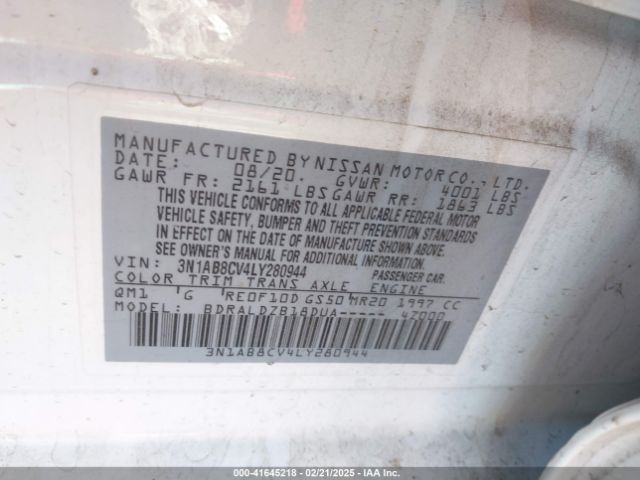 MANUFACTURED BY NISSAN MOTOR CO., LTD.
DATE: 08/20. GVWR: 4001 LBS
GAWR FR: 2161 LBS GAWR RR: 1863 LBS
THIS VEHICLE CONFORMS TO ALL APPLICABLE FEDERAL MOTOR
VEHICLE SAFETY, BUMPER AND THEFT PREVENTION STANDARDS
IN EFFECT ON THE DATE OF MANUFACTURE SHOWN ABOVE.
SEE OWNER'S MANUAL FOR ADDITIONAL INFORMATION
VIN: 3N1AB8CV4LY280944 PASSENGER CAR
COLOR TRIM TRANS AXLE ENGINE
QM1 G RE0F10D GS50 MR20 1997 CC
MODEL: BDRALDZB18DUA----- 47000
3N1AB8CV4LY280944
000-41645218 - 02/21/2025 - IAA Inc.